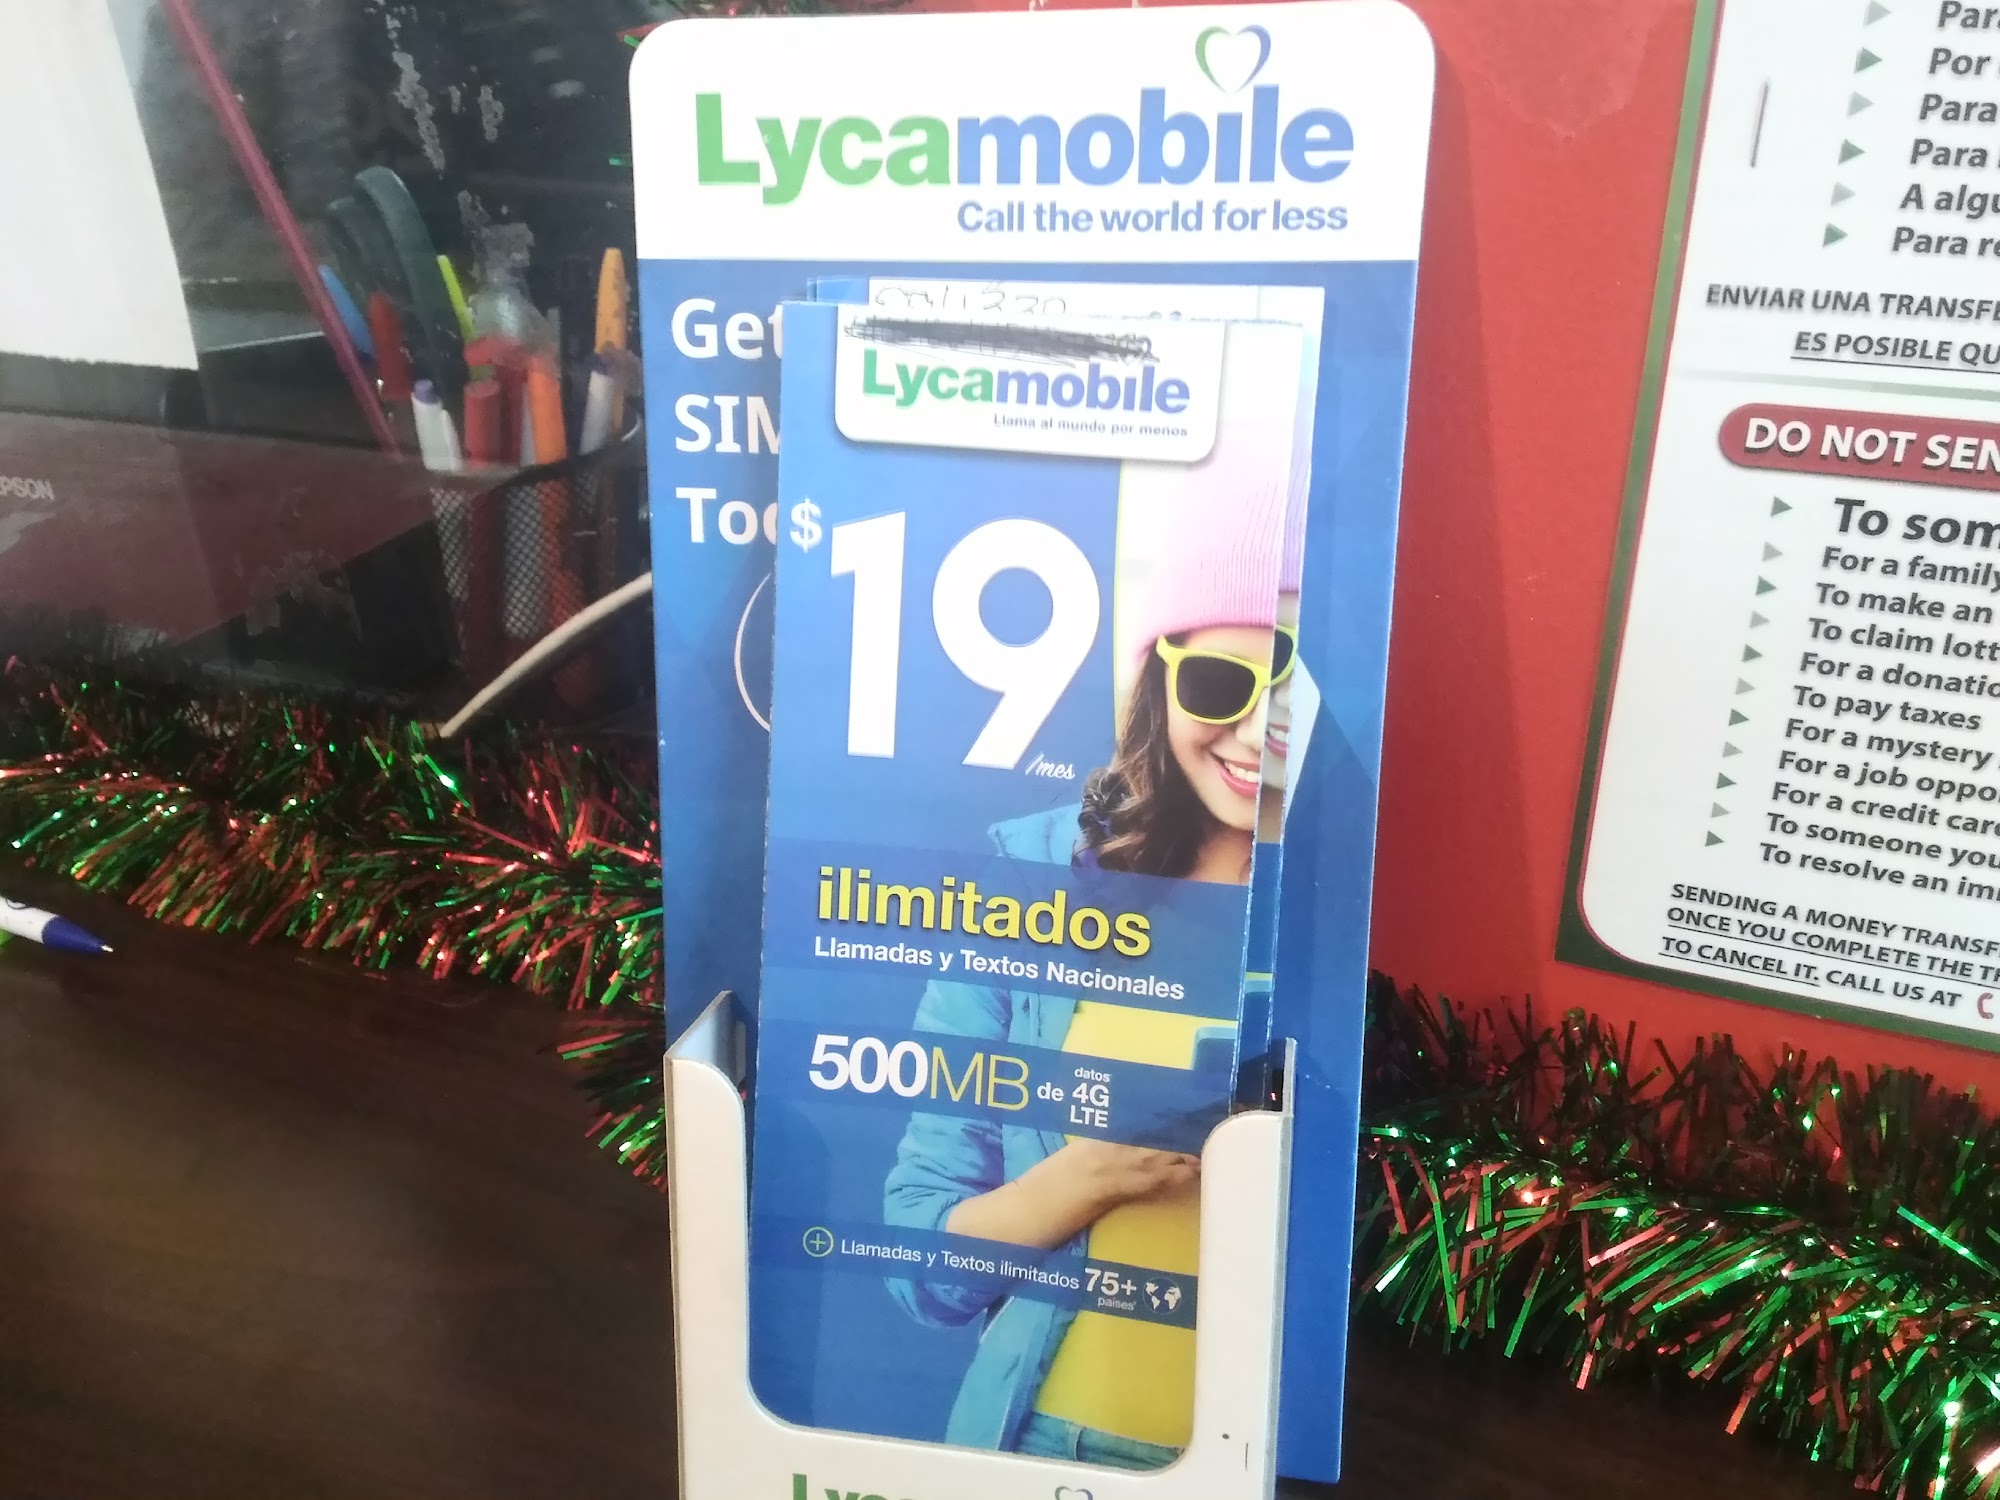 Lycamobile
Call the world for less
Get
SIM
Lycamobile
Llama al mundo por menos
$19
/mes
ilimitados
Llamadas y Textos Nacionales
500MB de datos 4G LTE
+ Llamadas y Textos ilimitados 75+ países
EPSON
Por
Para
Para
Para re
ENVIAR UNA TRANSFE
ES POSIBLE QU
DO NOT SEN
To som
For a family
To make an
To claim lott
For a donatio
To pay taxes
For a mystery
For a job oppo
For a credit car
To someone you
To resolve an im
SENDING A MONEY TRANSF
ONCE YOU COMPLETE THE TR
TO CANCEL IT. CALL US AT